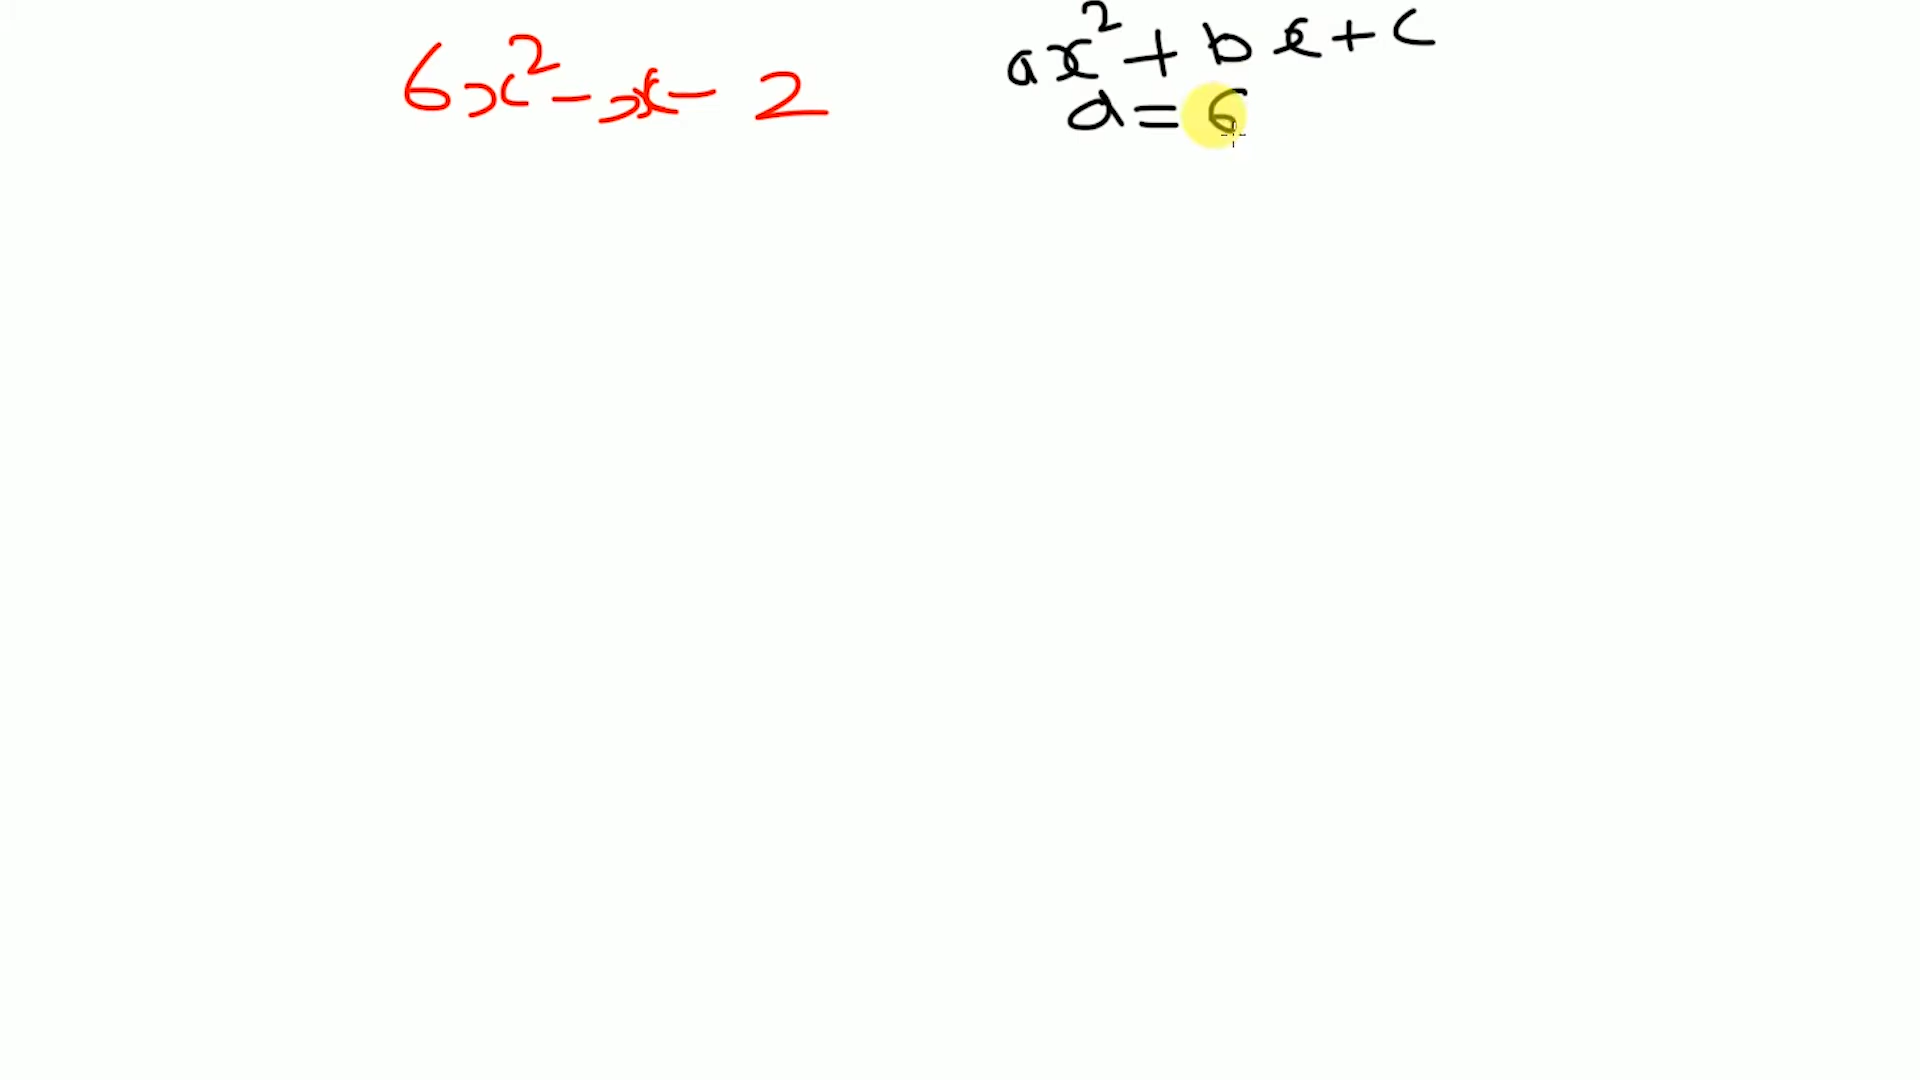 6x² - x - 2
ax² + bx + c
a = 6